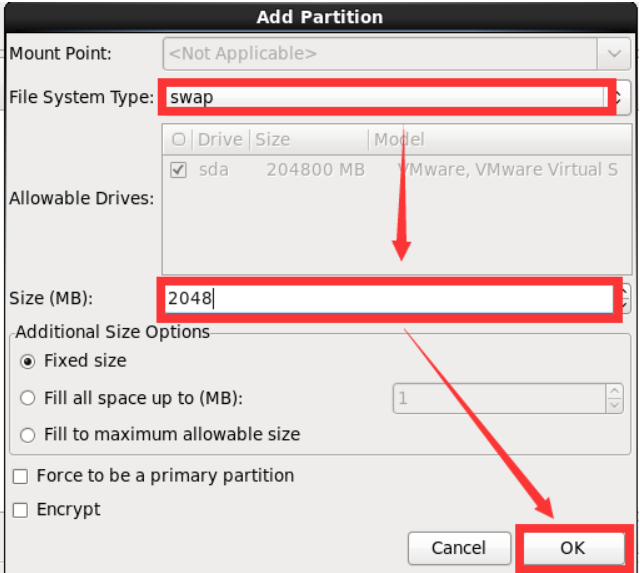 Add Partition
Mount Point: <Not Applicable>
File System Type: swap
Drive Size Model
sda 204800 MB VMware, VMware Virtual S
Allowable Drives:
Size (MB): 2048
Additional Size Options
Fixed size
Fill all space up to (MB): 1
Fill to maximum allowable size
Force to be a primary partition
Encrypt
Cancel OK